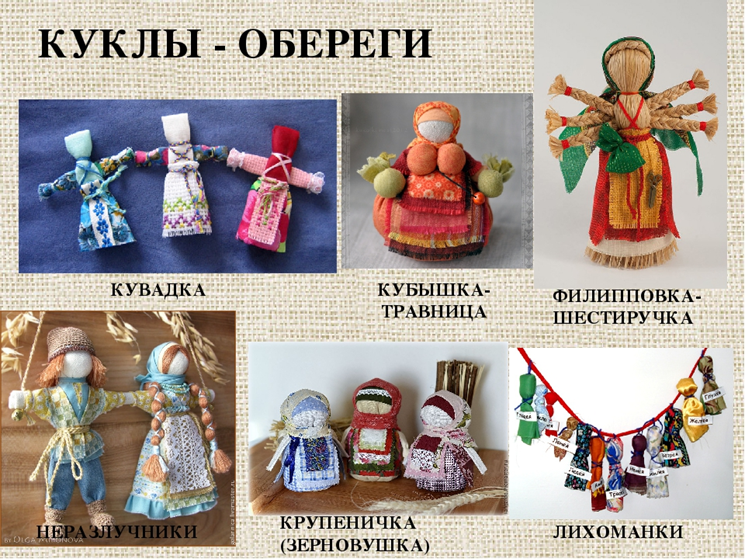 КУКЛЫ - ОБЕРЕГИ
КУВАДКА
КУБЫШКА-
ТРАВНИЦА
ФИЛИППОВКА-
ШЕСТИРУЧКА
НЕРАЗЛУЧНИКИ
КРУПЕНИЧКА
(ЗЕРНОВУШКА)
ЛИХОМАНКИ